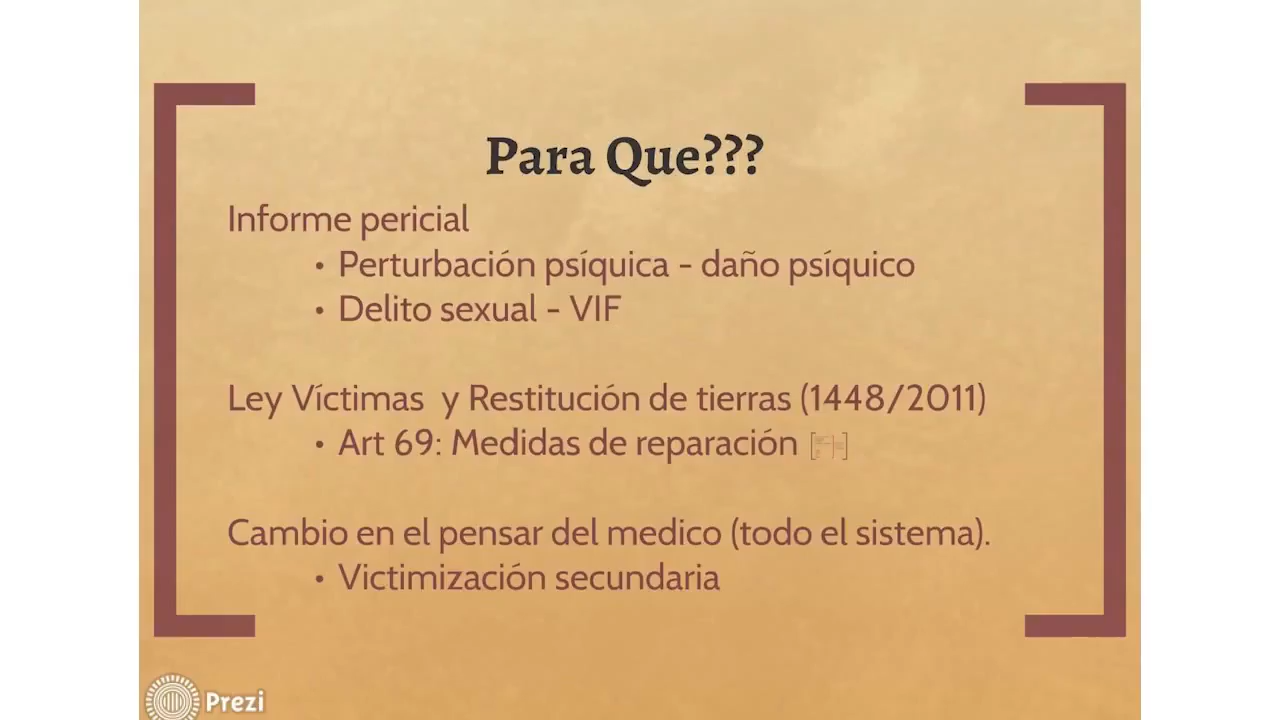 Para Que???
Informe pericial
• Perturbación psíquica - daño psíquico
• Delito sexual - VIF
Ley Víctimas y Restitución de tierras (1448/2011)
• Art 69: Medidas de reparación
Cambio en el pensar del medico (todo el sistema).
• Victimización secundaria
Prezi